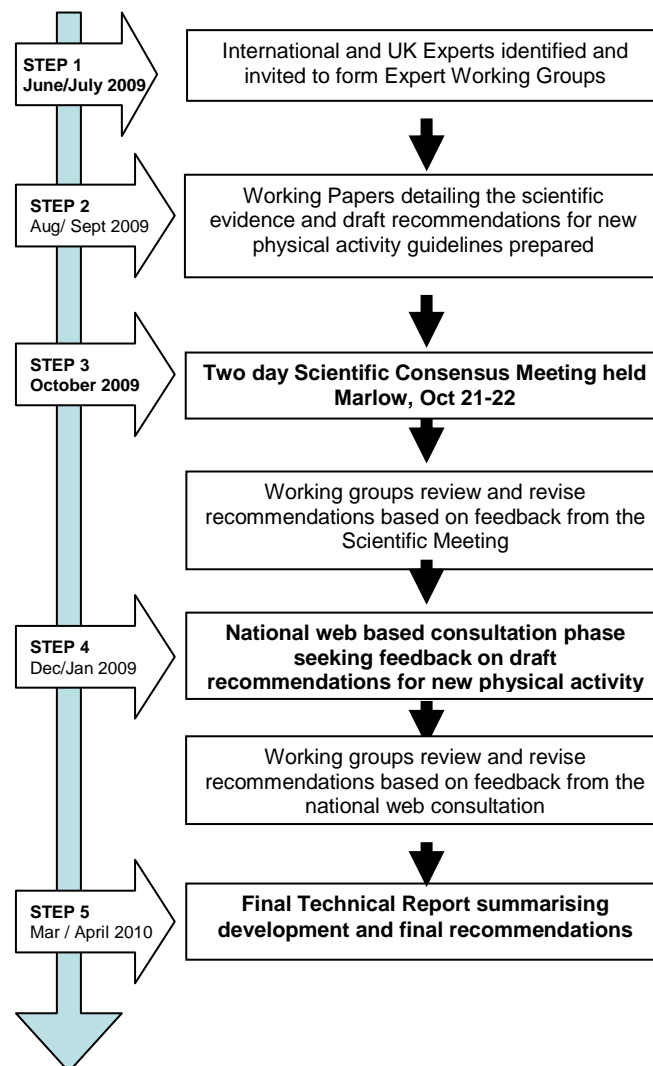 STEP 1
June/July 2009
International and UK Experts identified and
invited to form Expert Working Groups
STEP 2
Aug/ Sept 2009
Working Papers detailing the scientific
evidence and draft recommendations for new
physical activity guidelines prepared
STEP 3
October 2009
Two day Scientific Consensus Meeting held
Marlow, Oct 21-22
Working groups review and revise
recommendations based on feedback from the
Scientific Meeting
STEP 4
Dec/Jan 2009
National web based consultation phase
seeking feedback on draft
recommendations for new physical activity
Working groups review and revise
recommendations based on feedback from the
national web consultation
STEP 5
Mar / April 2010
Final Technical Report summarising
development and final recommendations